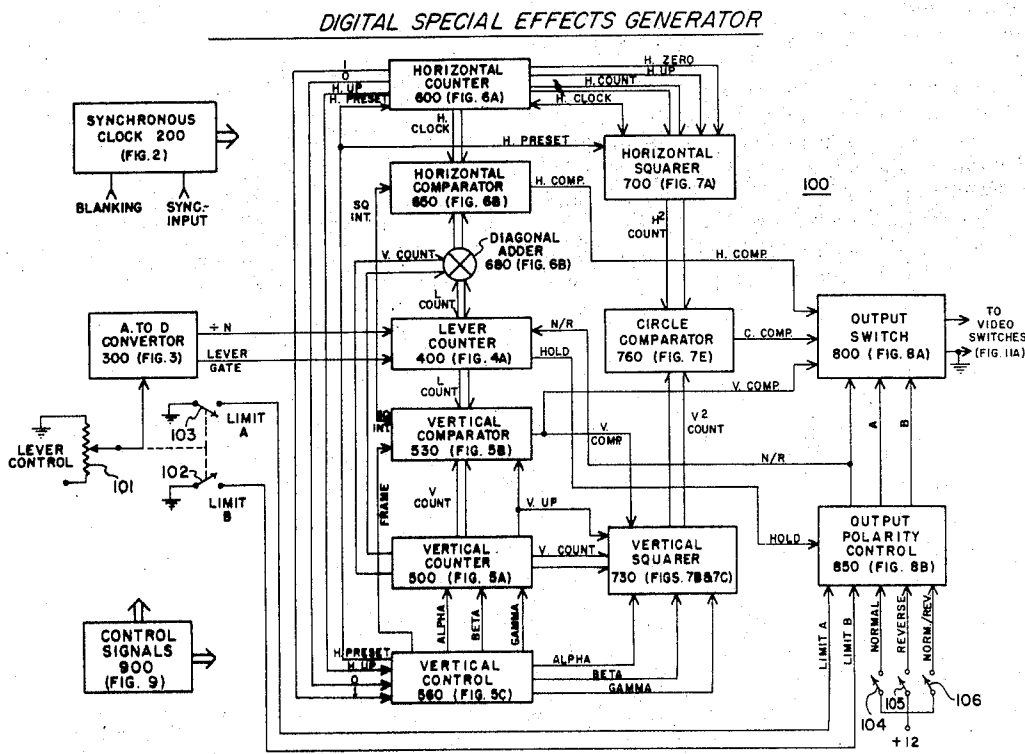 DIGITAL SPECIAL EFFECTS GENERATOR
SYNCHRONOUS
CLOCK 200
(FIG. 2)
BLANKING
SYNC.-
INPUT
I
O
H. UP
H. PRESET
HORIZONTAL
COUNTER
600 (FIG. 6A)
H. ZERO
H. UP
H. COUNT
H. CLOCK
H.
CLOCK
H. PRESET
HORIZONTAL
SQUARER
700 (FIG. 7A)
100
HORIZONTAL
COMPARATOR
650 (FIG. 6B)
SQ
INT.
H. COMP.
H²
COUNT
DIAGONAL
ADDER
680 (FIG. 6B)
V. COUNT
H. COMP.
L
COUNT
A. TO D
CONVERTOR
300 (FIG. 3)
÷ N
LEVER
GATE
LEVER
COUNTER
400 (FIG. 4A)
N/R
HOLD
CIRCLE
COMPARATOR
760 (FIG. 7E)
C. COMP.
OUTPUT
SWITCH
800 (FIG. 8A)
TO
VIDEO
SWITCHES
(FIG. 11A)
L
COUNT
V. COMP.
103
LIMIT
A
LEVER
CONTROL
101
102
LIMIT
B
INT.
VERTICAL
COMPARATOR
530 (FIG. 5B)
V.
COMP.
V²
COUNT
A
B
N/R
FRAME
V
COUNT
V. UP
HOLD
VERTICAL
COUNTER
500 (FIG. 5A)
V. COUNT
VERTICAL
SQUARER
730 (FIGS. 7B&7C)
OUTPUT
POLARITY
CONTROL
850 (FIG. 8B)
ALPHA
BETA
GAMMA
LIMIT A
LIMIT B
NORMAL
REVERSE
NORM./REV.
CONTROL
SIGNALS
900
(FIG. 9)
H. PRESET
H. UP
O
I
VERTICAL
CONTROL
560 (FIG. 5C)
ALPHA
BETA
GAMMA
104
105
106
+12